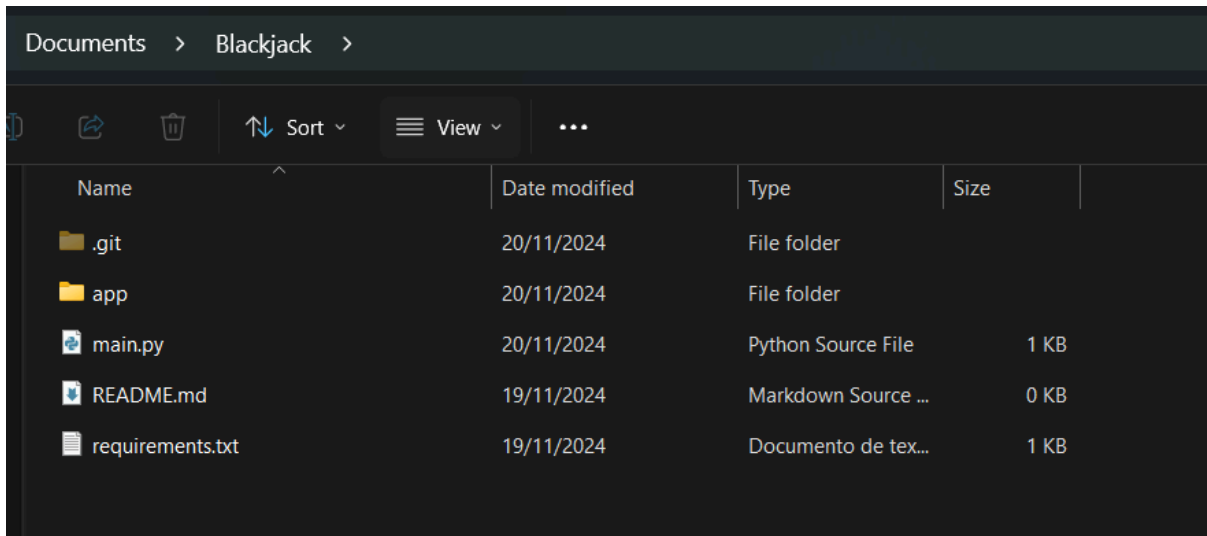 Documents > Blackjack >
Sort View ...
Name Date modified Type Size
.git 20/11/2024 File folder
app 20/11/2024 File folder
main.py 20/11/2024 Python Source File 1 KB
README.md 19/11/2024 Markdown Source ... 0 KB
requirements.txt 19/11/2024 Documento de tex... 1 KB